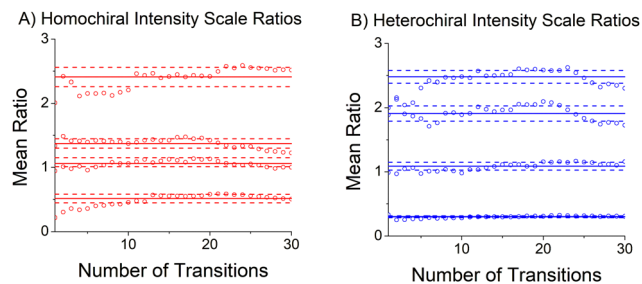 A) Homochiral Intensity Scale Ratios
B) Heterochiral Intensity Scale Ratios
3
2
1
0
Mean Ratio
10
20
30
Number of Transitions
3
2
1
0
Mean Ratio
10
20
30
Number of Transitions